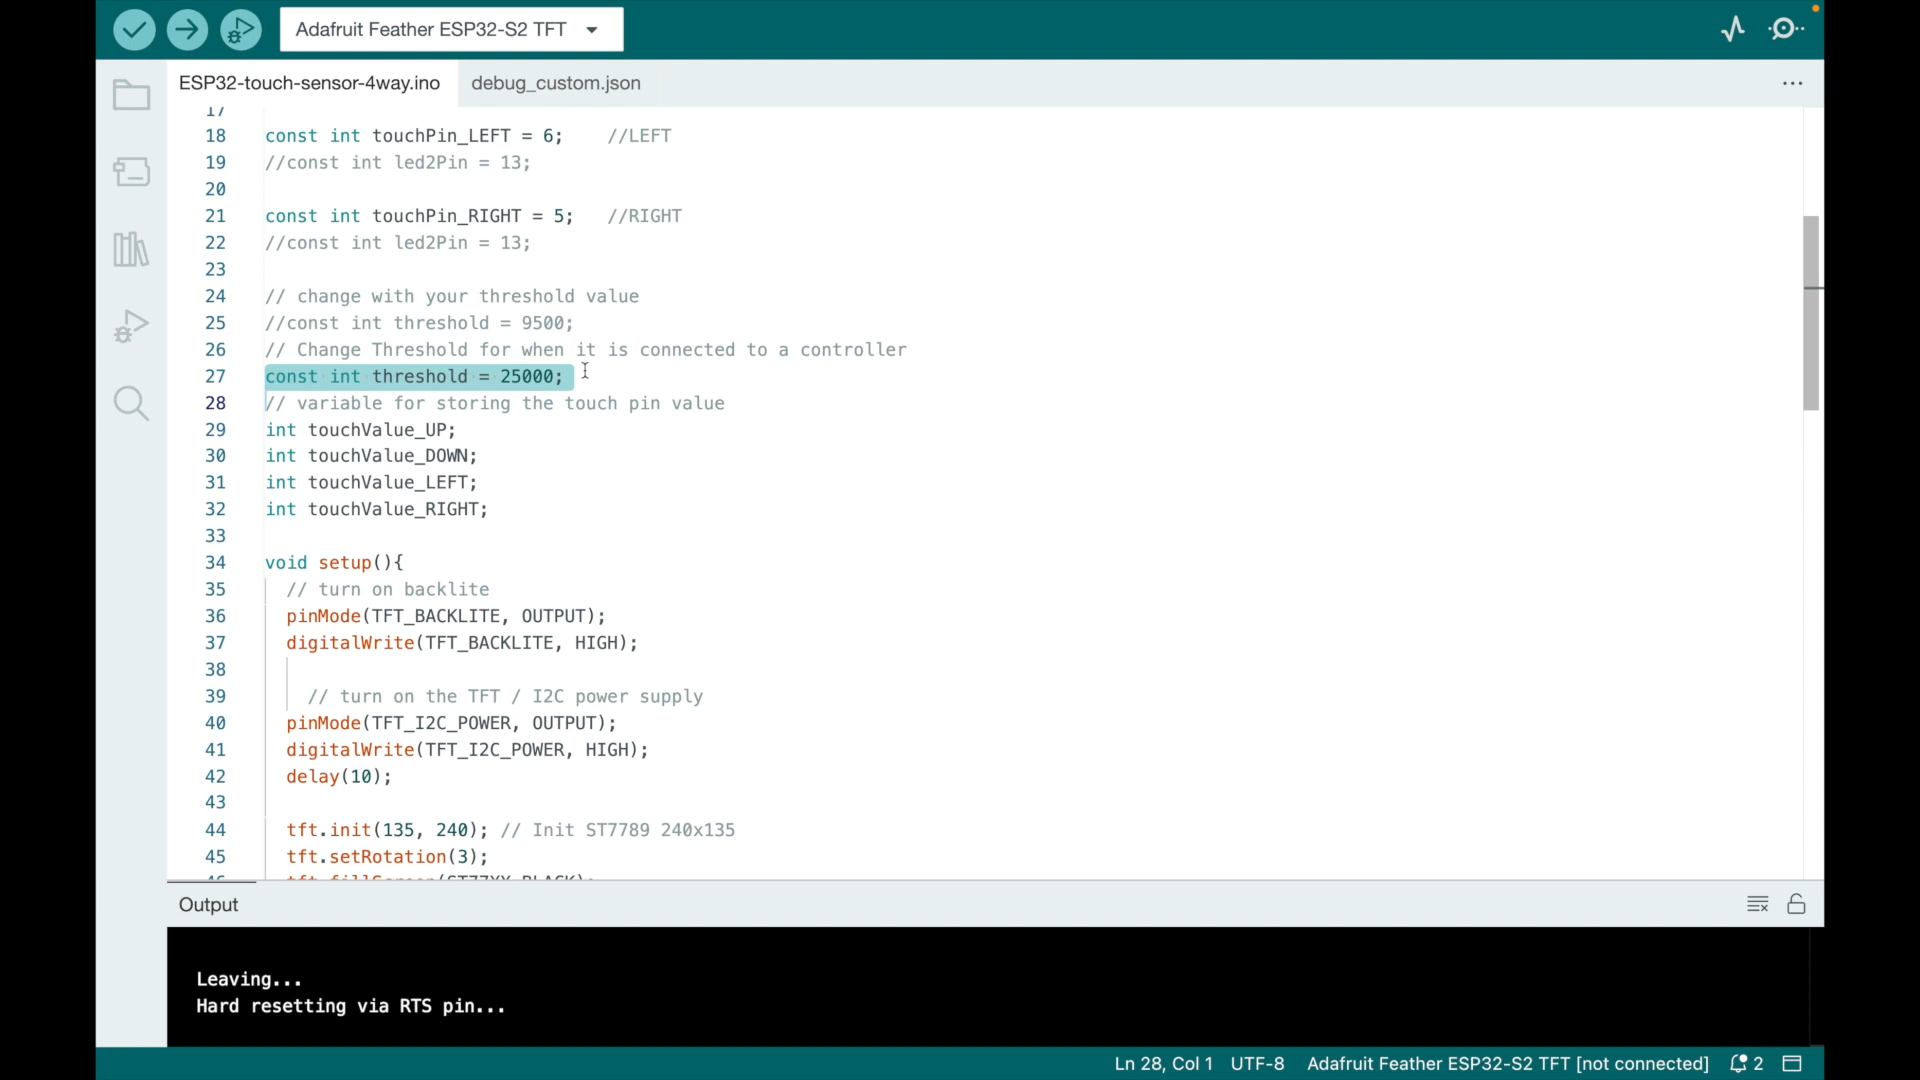 Adafruit Feather ESP32-S2 TFT
ESP32-touch-sensor-4way.ino debug_custom.json
17
18 const int touchPin_LEFT = 6; //LEFT
19 //const int led2Pin = 13;
20
21 const int touchPin_RIGHT = 5; //RIGHT
22 //const int led2Pin = 13;
23
24 // change with your threshold value
25 //const int threshold = 9500;
26 // Change Threshold for when it is connected to a controller
27 const int threshold = 25000;
28 // variable for storing the touch pin value
29 int touchValue_UP;
30 int touchValue_DOWN;
31 int touchValue_LEFT;
32 int touchValue_RIGHT;
33
34 void setup(){
35 // turn on backlite
36 pinMode(TFT_BACKLITE, OUTPUT);
37 digitalWrite(TFT_BACKLITE, HIGH);
38
39 // turn on the TFT / I2C power supply
40 pinMode(TFT_I2C_POWER, OUTPUT);
41 digitalWrite(TFT_I2C_POWER, HIGH);
42 delay(10);
43
44 tft.init(135, 240); // Init ST7789 240x135
45 tft.setRotation(3);
46 tft.fillScreen(ST77XX_BLACK);
Output
Leaving...
Hard resetting via RTS pin...
Ln 28, Col 1 UTF-8 Adafruit Feather ESP32-S2 TFT [not connected] 2